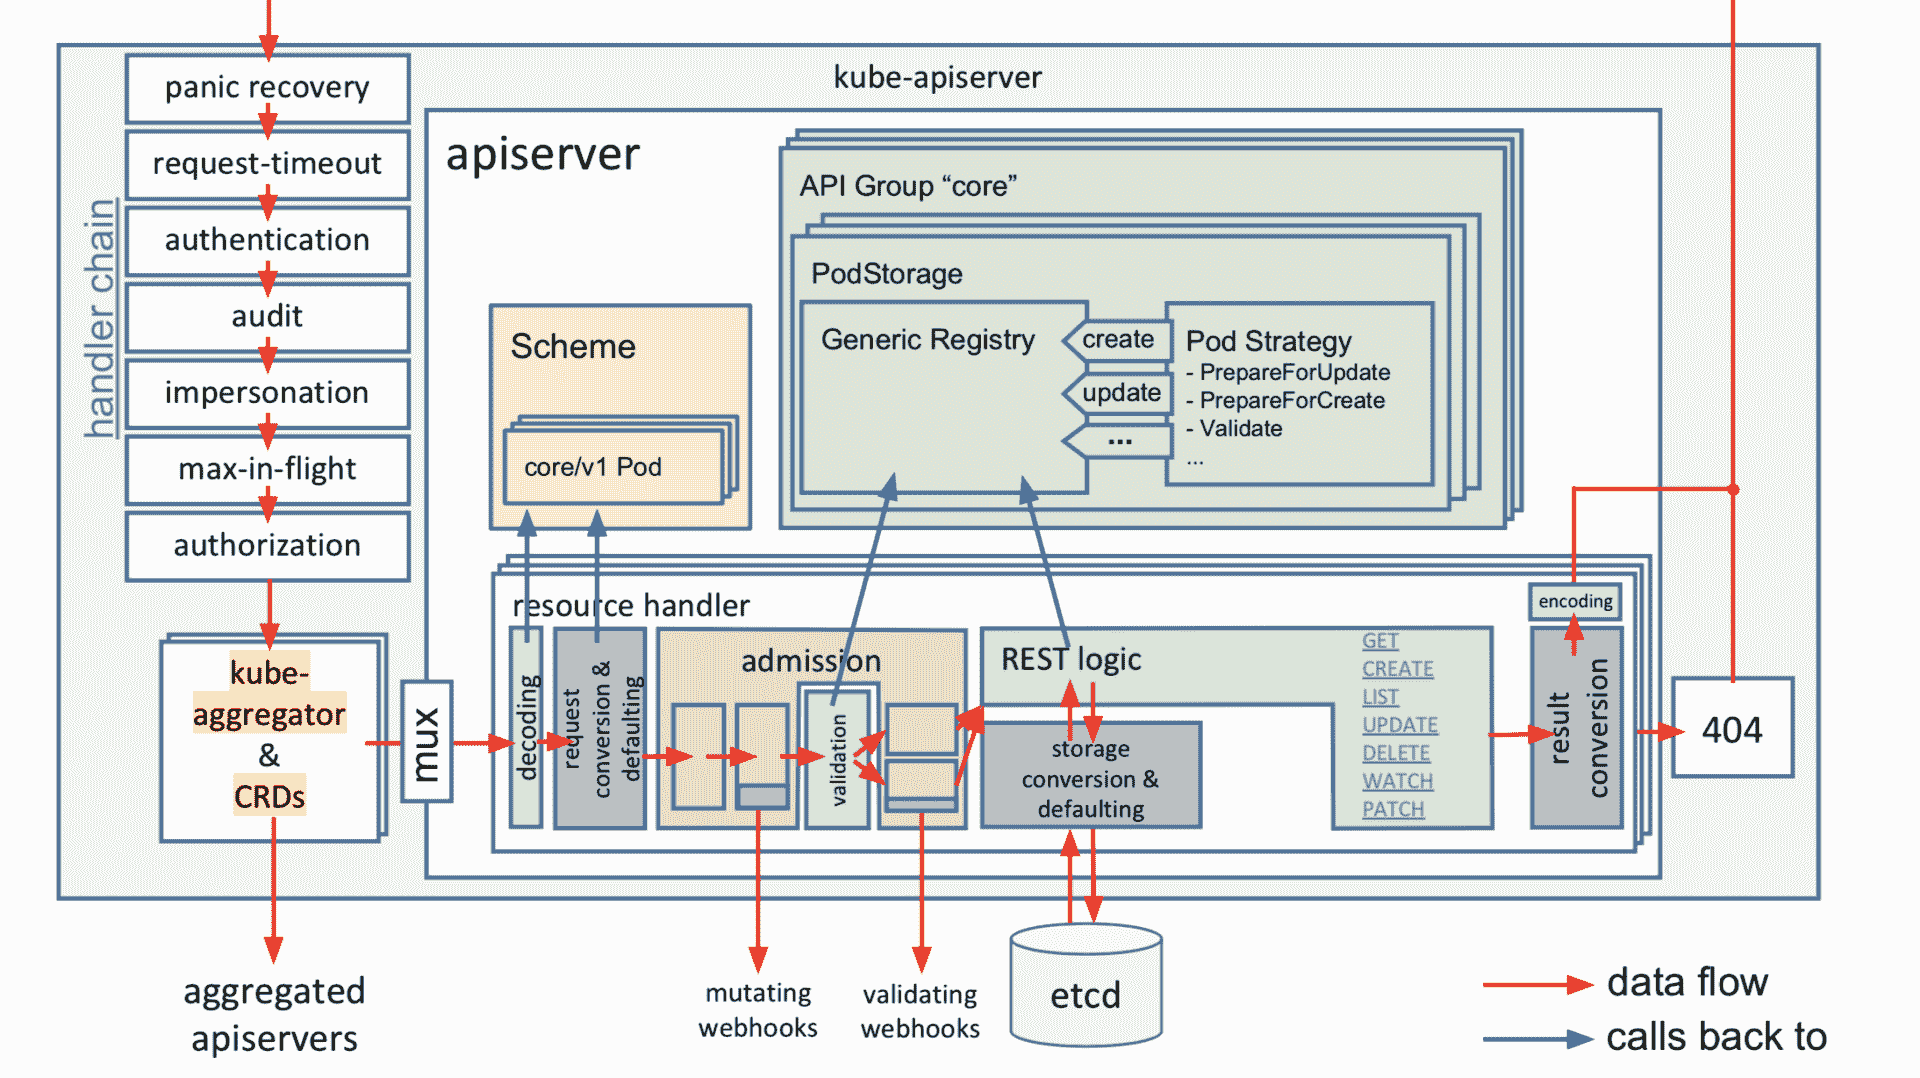 kube-apiserver
handler chain
panic recovery
request-timeout
authentication
audit
impersonation
max-in-flight
authorization
kube-
aggregator
&
CRDs
aggregated
apiservers
mux
apiserver
Scheme
core/v1 Pod
API Group “core”
PodStorage
Generic Registry
create
update
...
Pod Strategy
- PrepareForUpdate
- PrepareForCreate
- Validate
...
resource handler
decoding
request
conversion &
defaulting
admission
validation
mutating
webhooks
validating
webhooks
REST logic
storage
conversion &
defaulting
GET
CREATE
LIST
UPDATE
DELETE
WATCH
PATCH
etcd
encoding
result
conversion
404
data flow
calls back to